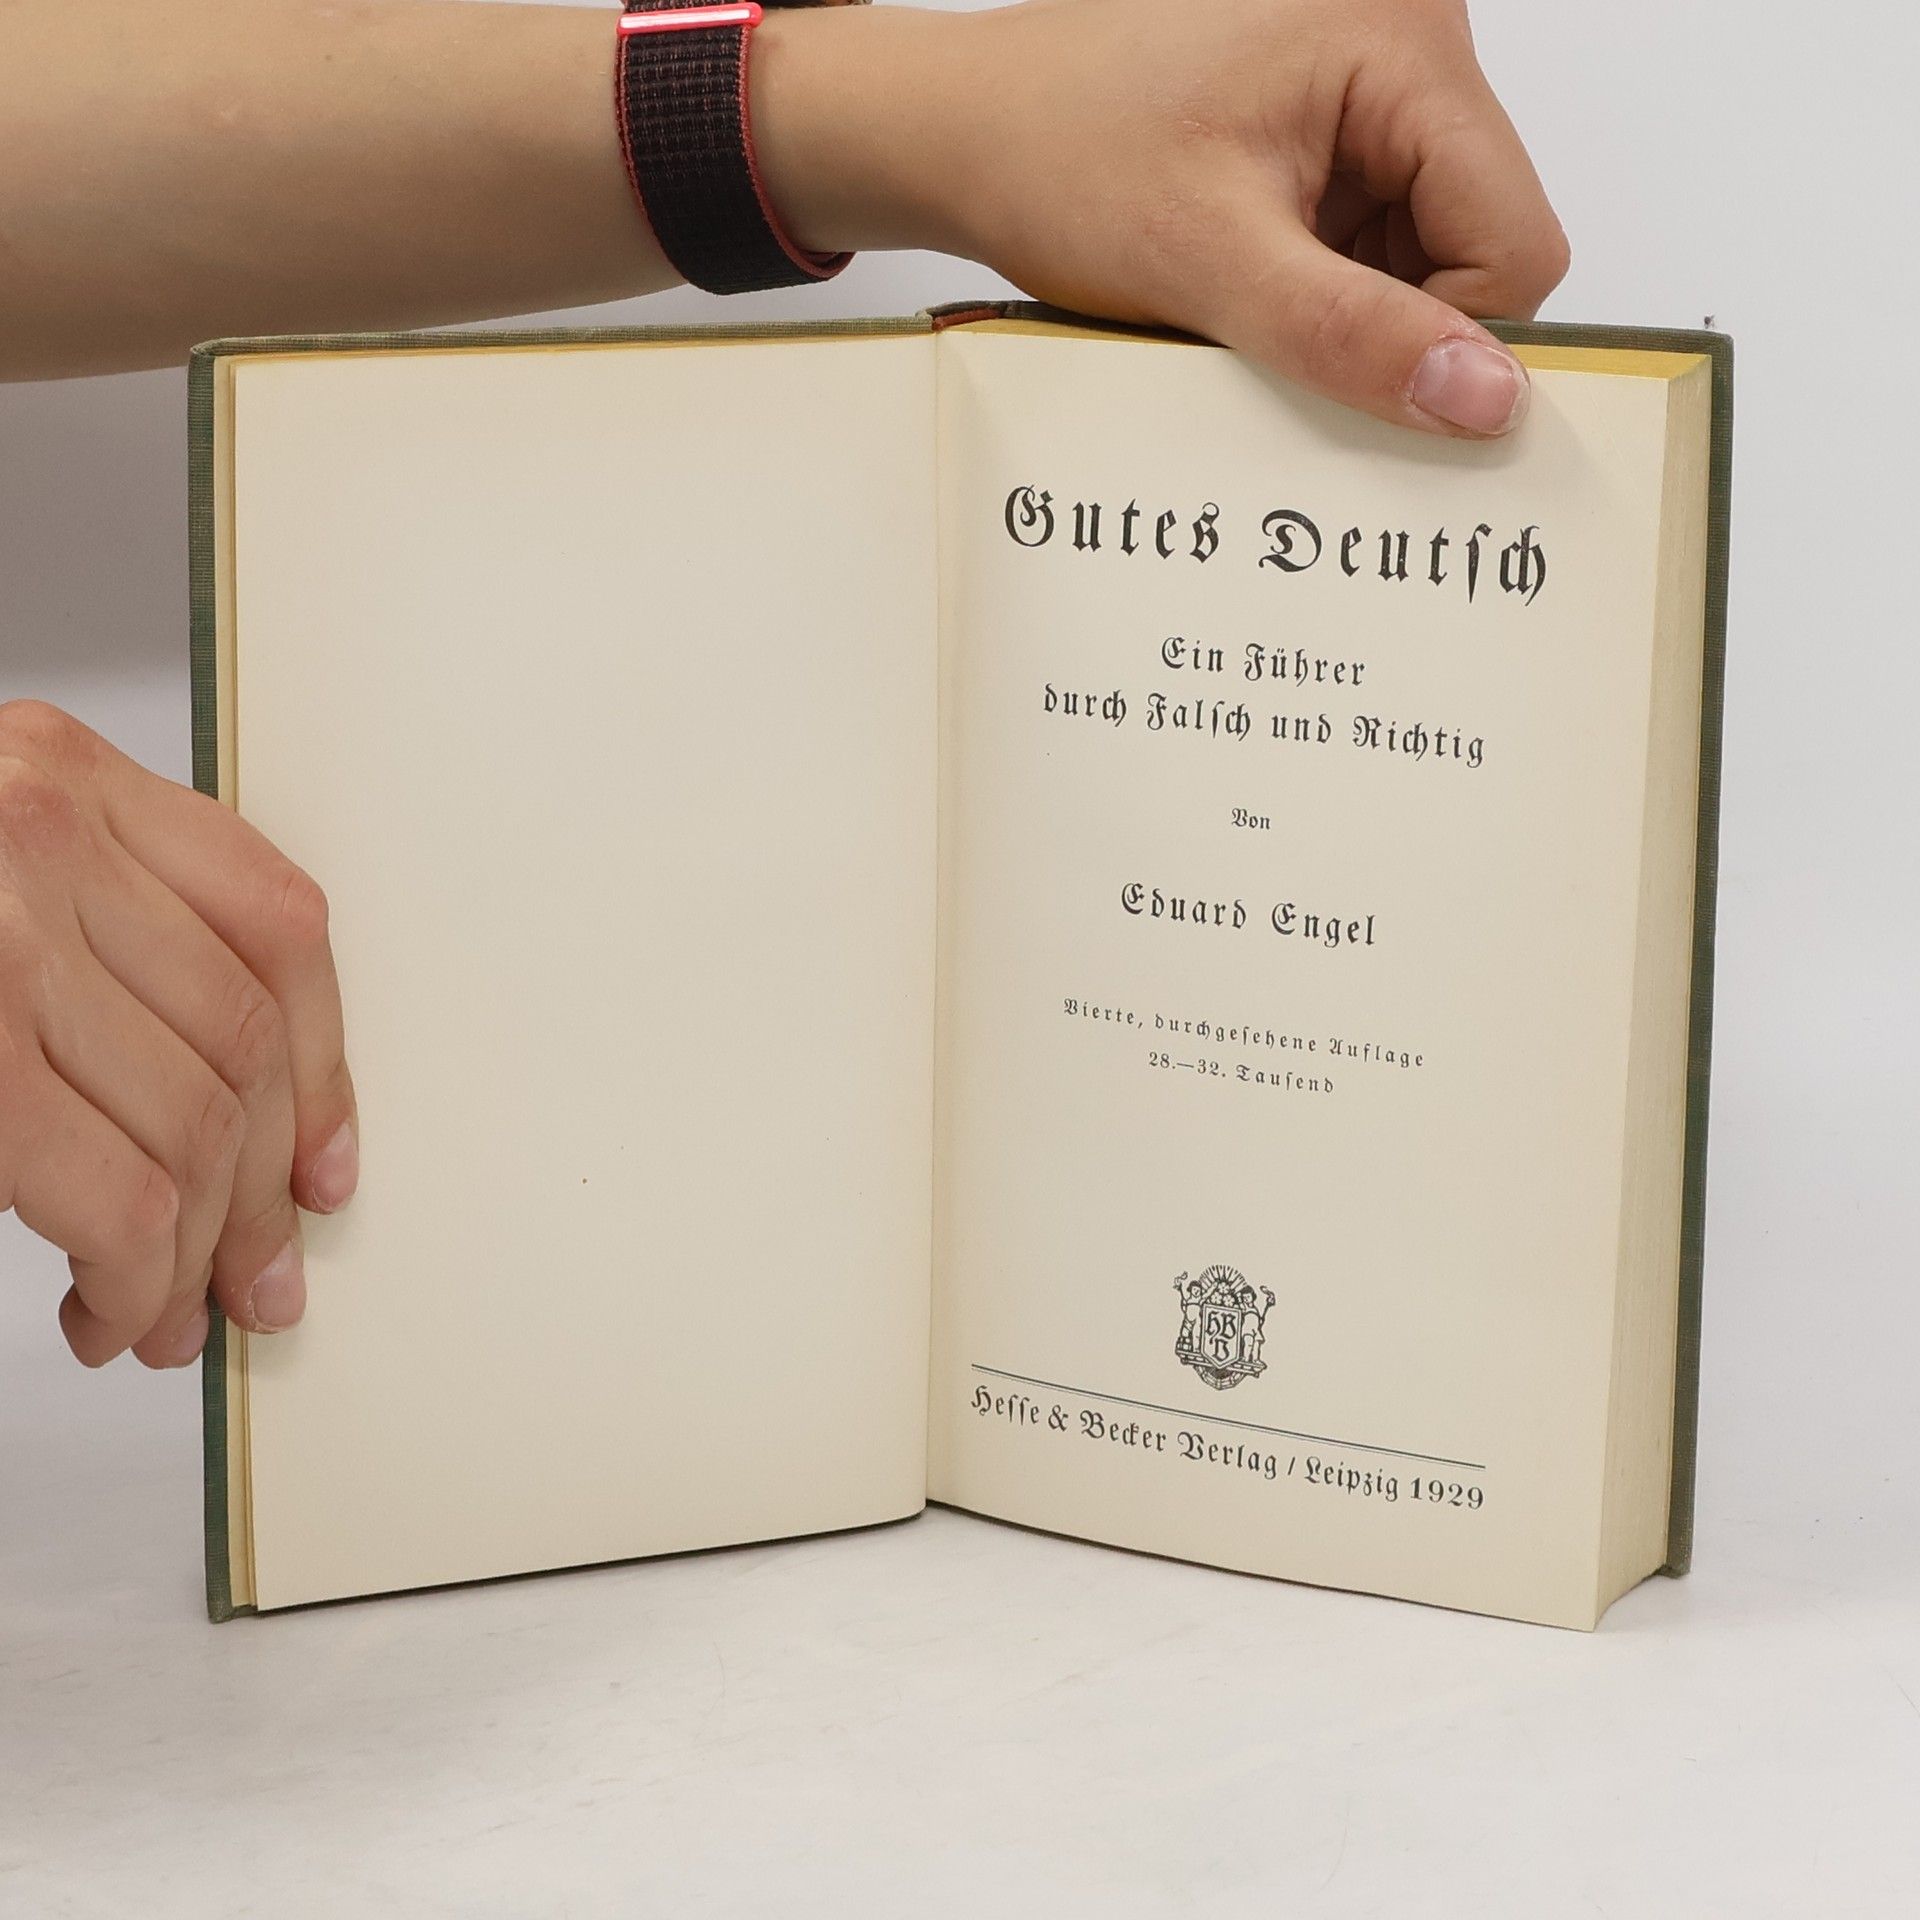 Gutes Deutſch
Ein Führer
durch Falſch und Richtig
Von
Eduard Engel
Vierte, durchgeſehene Auflage
28.—32. Tauſend
HB
V
Heſſe & Becker Verlag / Leipzig 1929